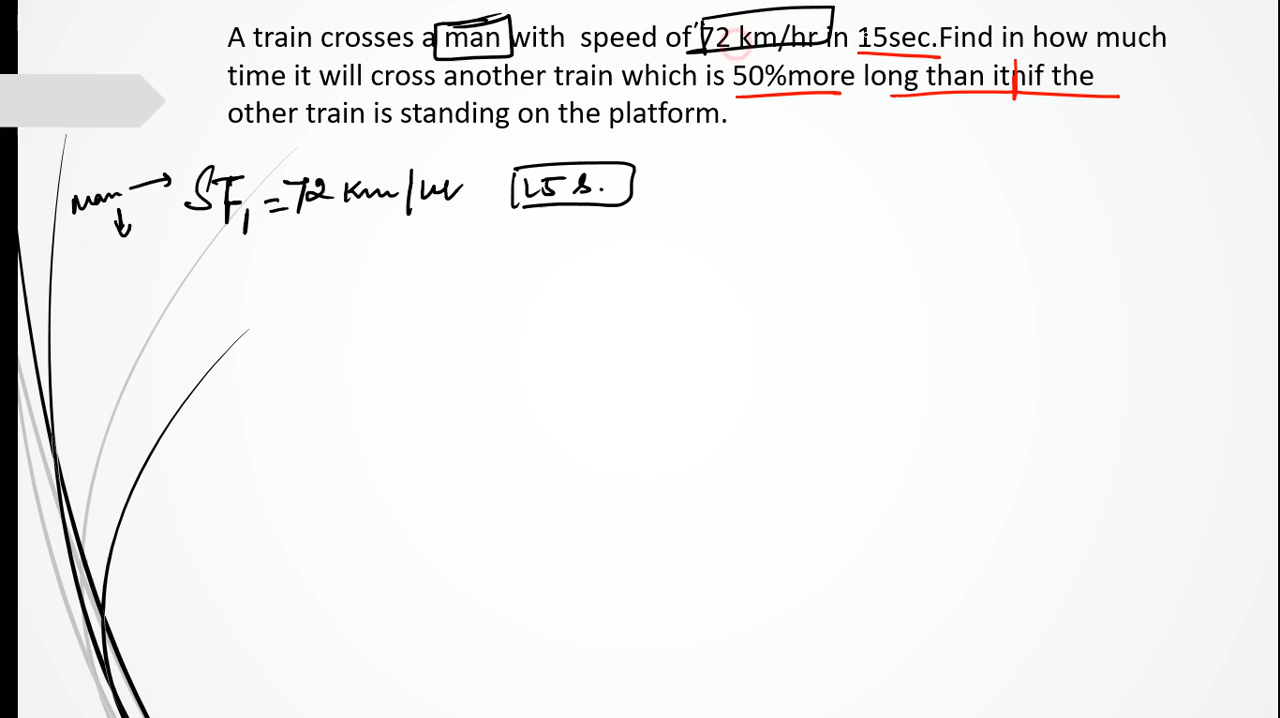 A train crosses a man with speed of 72 km/hr in 15sec.Find in how much
time it will cross another train which is 50%more long than ithif the
other train is standing on the platform.
man → ST₁ = 72 km/hr 15 s.